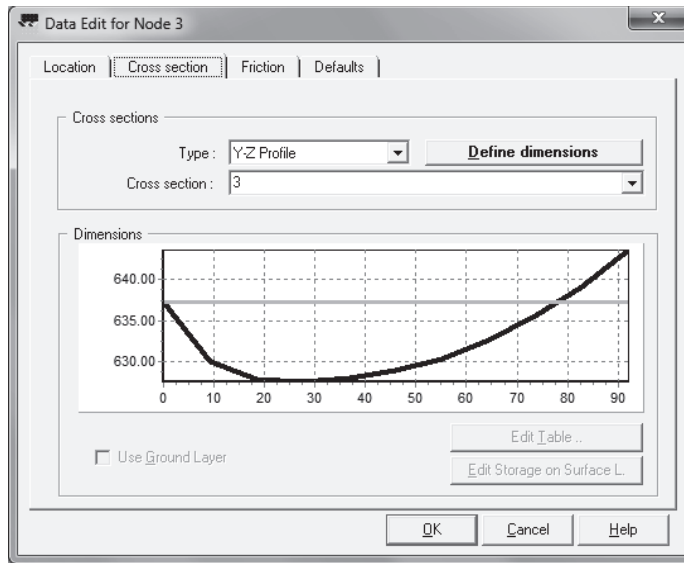 Data Edit for Node 3
Location Cross section Friction Defaults
Cross sections
Type : Y-Z Profile Define dimensions
Cross section : 3
Dimensions
640.00
635.00
630.00
0 10 20 30 40 50 60 70 80 90
Edit Table ..
Use Ground Layer
Edit Storage on Surface L.
OK Cancel Help